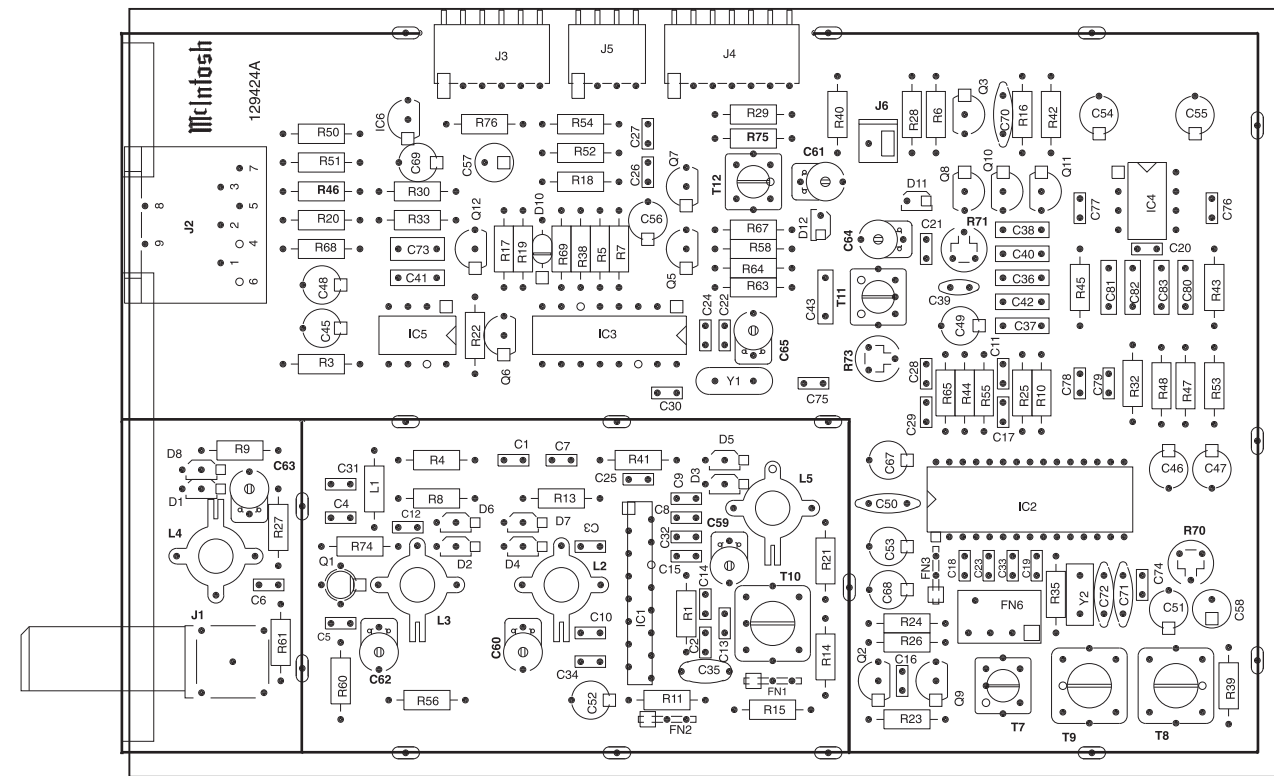 McIntosh
129424A
J3
J5
J4
J6
J2
8
9
7
3
5
2
4
1
6
R50
R51
R46
R20
R68
C48
C45
R3
IC6
C69
R30
R33
C73
C41
IC5
R76
C57
Q12
R22
Q6
R17
R19
D10
R69
R38
R5
R7
R54
R52
R18
C27
C26
C56
Q7
Q5
IC3
C24
C22
C30
Y1
C65
C75
R29
R75
T12
C61
R67
R58
R64
R63
D12
C43
R40
C64
T11
R73
R28
R6
Q3
C70
R16
R42
C54
C55
Q8
Q10
Q11
D11
C21
R71
C38
C40
C36
C42
C37
C39
C49
C77
IC4
C76
C20
R45
C81
C82
C83
C80
R43
C28
C29
R65
R44
R55
C11
C17
R25
R10
C78
C79
R32
R48
R47
R53
C67
C50
C53
C68
IC2
C46
C47
R70
FN3
C18
C23
C33
C19
R35
Y2
C72
C71
C74
C51
C58
FN6
R24
R26
Q2
C16
Q9
R23
T7
T9
T8
R39
D8
D1
R9
C63
L4
R27
C6
J1
R61
C31
C4
L1
R4
R8
C12
R74
Q1
C5
R60
C62
L3
R56
D6
D2
C1
C7
R13
D7
D4
C3
L2
C60
C10
C34
C52
R41
C25
IC1
C9
C8
C32
C15
D5
D3
L5
C59
C14
R1
C2
C13
C35
T10
R21
R14
R11
FN2
FN1
R15